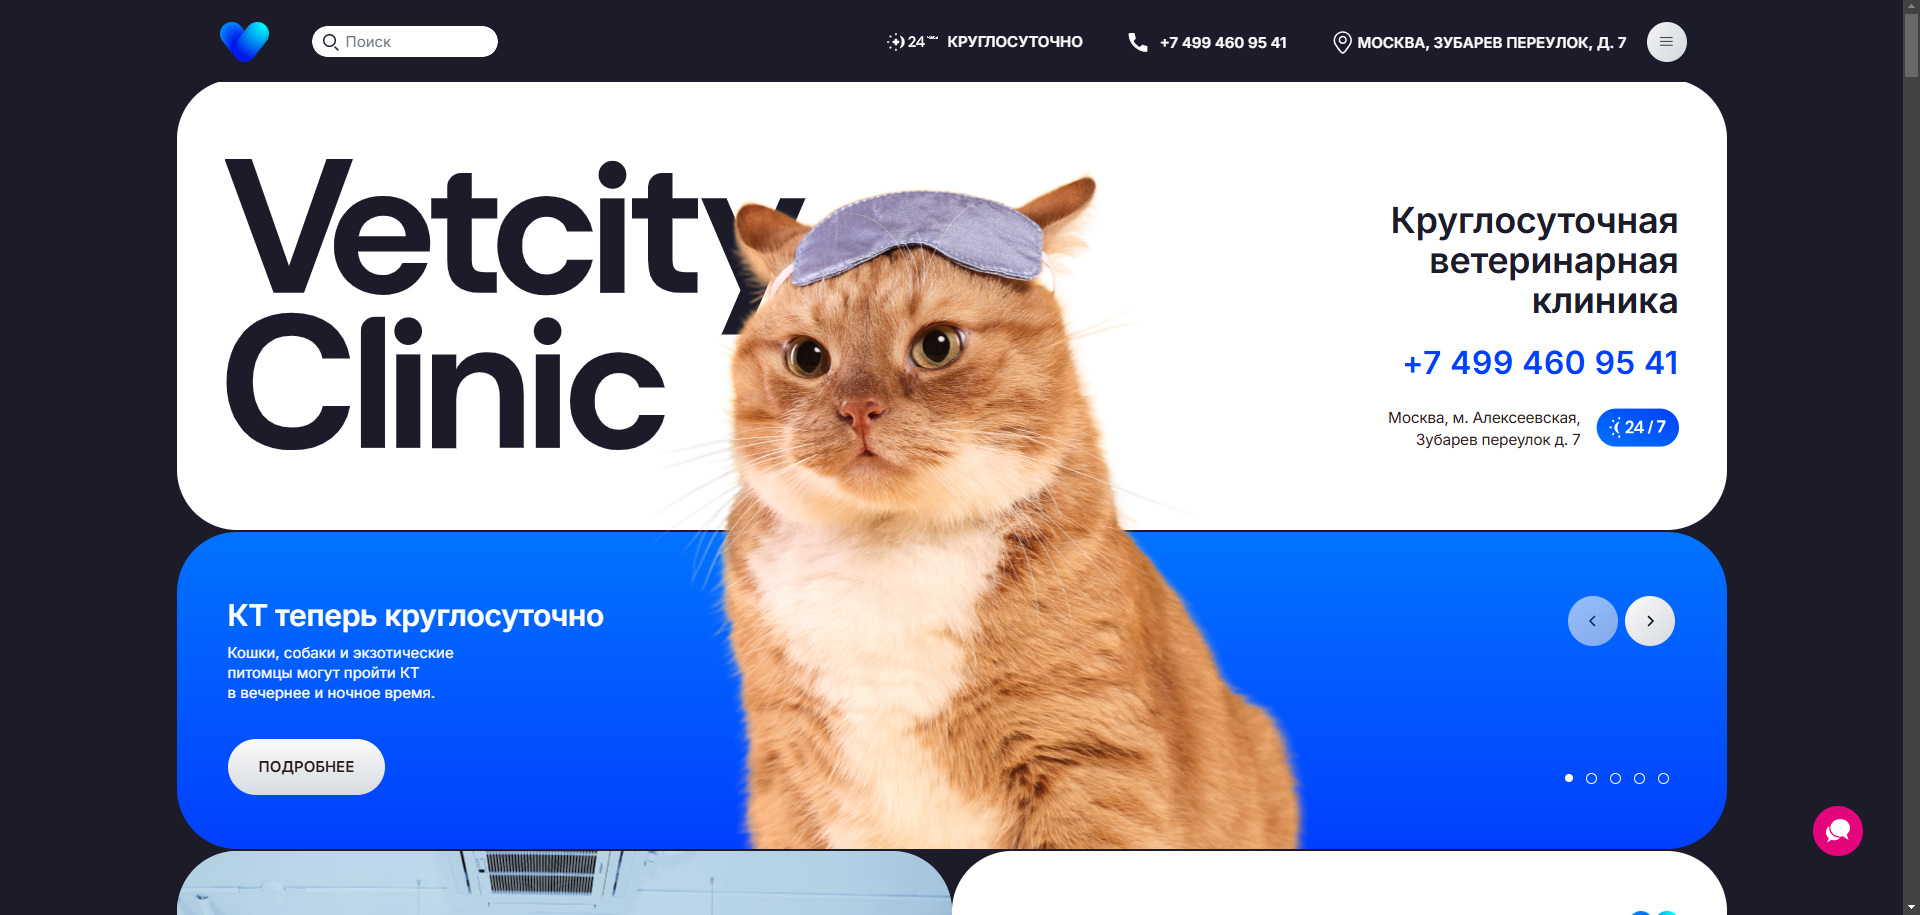 Поиск
24 КРУГЛОСУТОЧНО
+7 499 460 95 41
МОСКВА, ЗУБАРЕВ ПЕРЕУЛОК, Д. 7
Vetcity
Clinic
Круглосуточная
ветеринарная
клиника
+7 499 460 95 41
Москва, м. Алексеевская,
Зубарев переулок д. 7
24 / 7
КТ теперь круглосуточно
Кошки, собаки и экзотические
питомцы могут пройти КТ
в вечернее и ночное время.
ПОДРОБНЕЕ